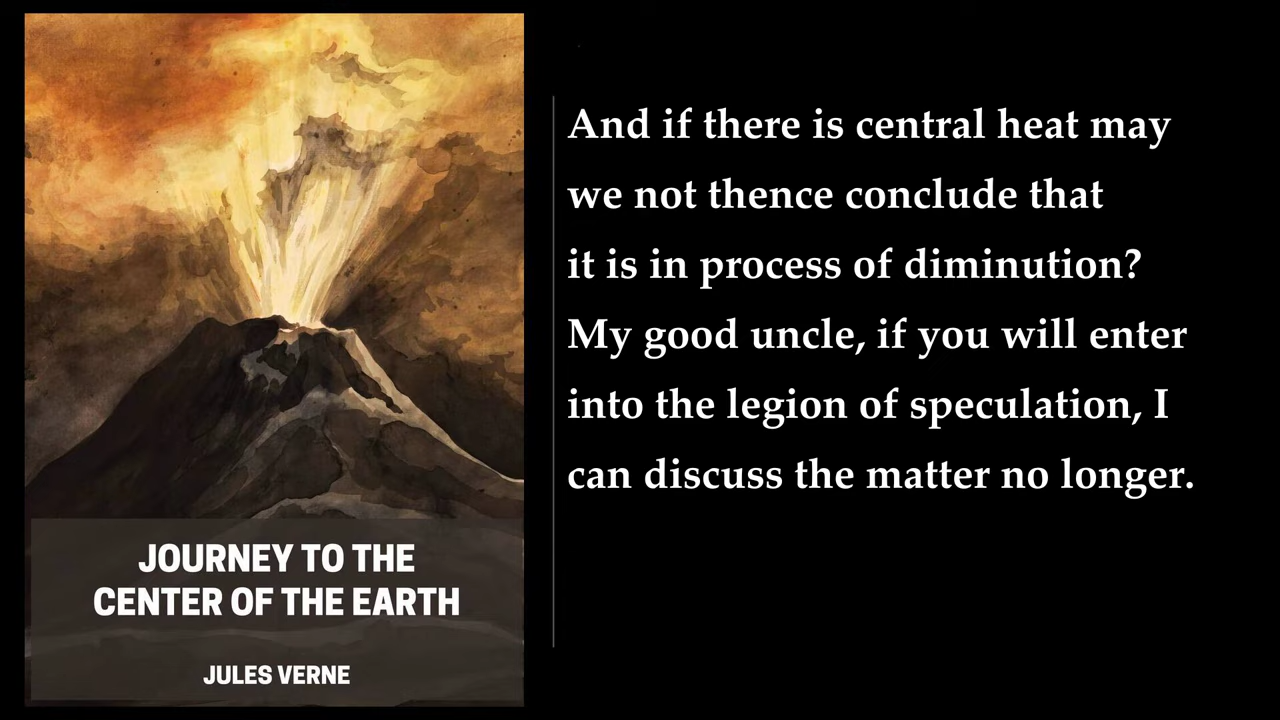 JOURNEY TO THE
CENTER OF THE EARTH
JULES VERNE
And if there is central heat may
we not thence conclude that
it is in process of diminution?
My good uncle, if you will enter
into the legion of speculation, I
can discuss the matter no longer.